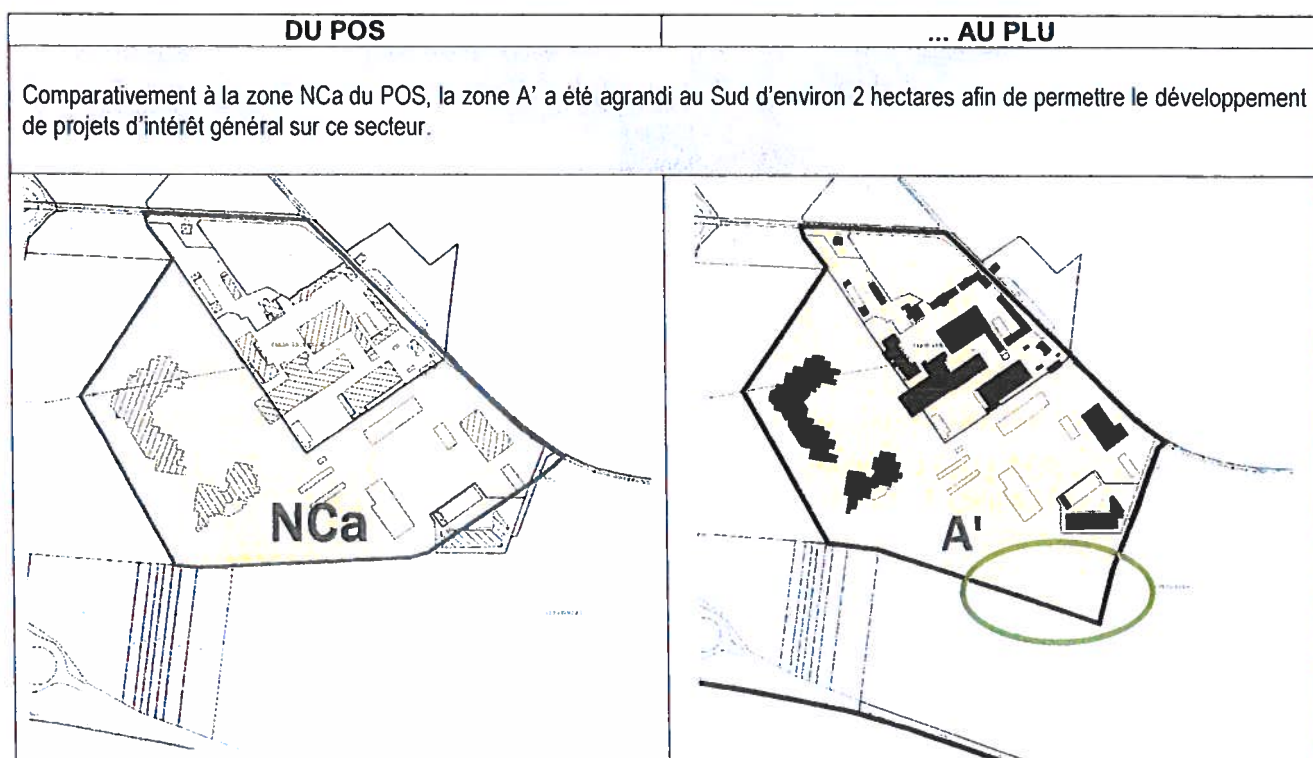 DU POS
... AU PLU
Comparativement à la zone NCa du POS, la zone A' a été agrandi au Sud d'environ 2 hectares afin de permettre le développement
de projets d'intérêt général sur ce secteur.
NCa
A'